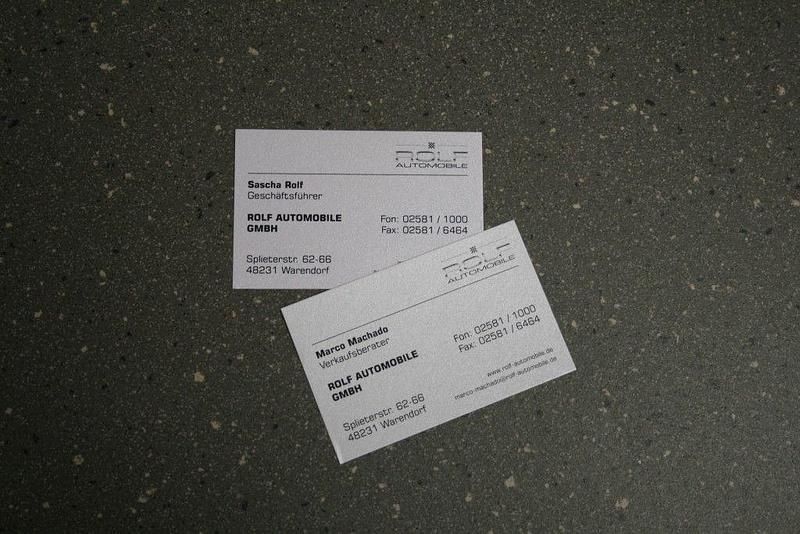 ROLF
AUTOMOBILE
Sascha Rolf
Geschäftsführer
ROLF AUTOMOBILE
GMBH
Fon: 02581 / 1000
Fax: 02581 / 6464
Splieterstr. 62-66
48231 Warendorf
ROLF
AUTOMOBILE
Marco Machado
Verkaufsberater
ROLF AUTOMOBILE
GMBH
Fon: 02581 / 1000
Fax: 02581 / 6464
Splieterstr. 62-66
48231 Warendorf
www.rolf-automobile.de
marco-machado@rolf-automobile.de